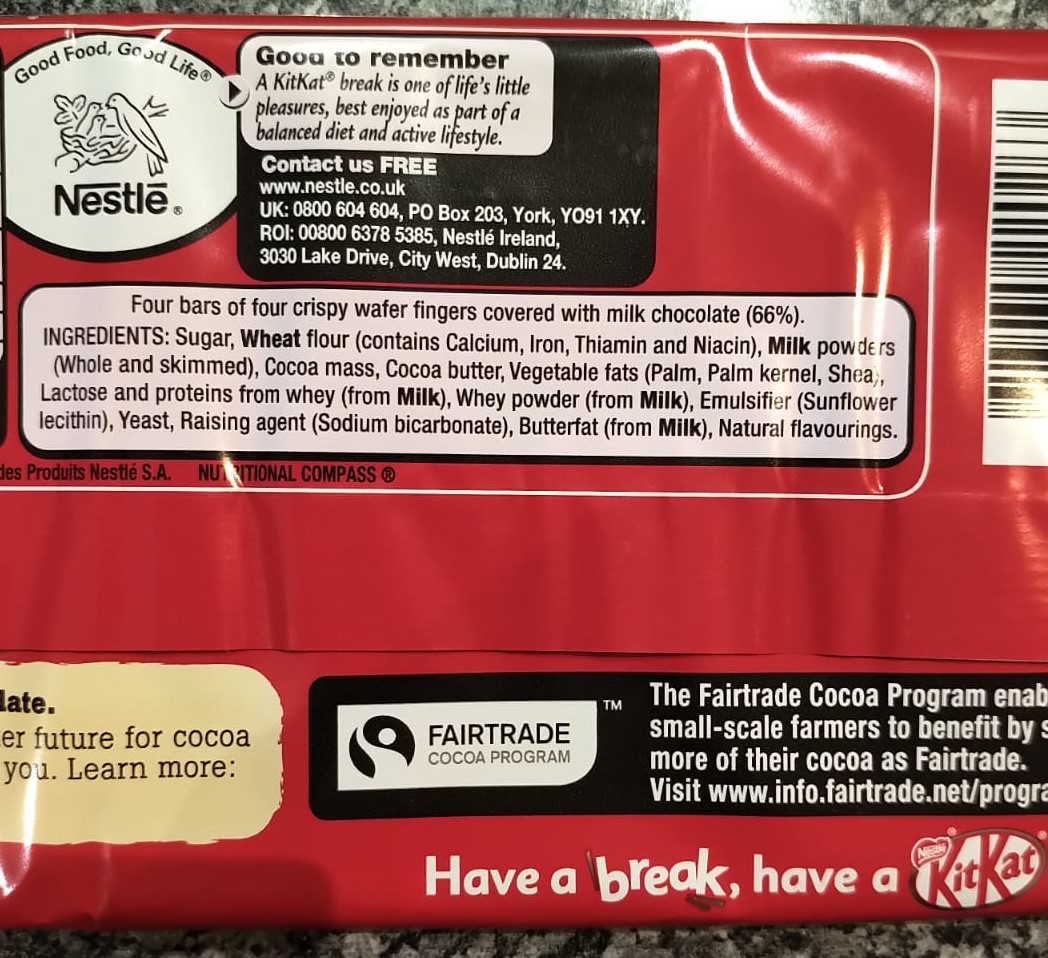 Good Food, Good Life®
Nestlē®
Good to remember
A KitKat® break is one of life's little
pleasures, best enjoyed as part of a
balanced diet and active lifestyle.
Contact us FREE
www.nestle.co.uk
UK: 0800 604 604, PO Box 203, York, YO91 1XY.
ROI: 00800 6378 5385, Nestlé Ireland,
3030 Lake Drive, City West, Dublin 24.
Four bars of four crispy wafer fingers covered with milk chocolate (66%).
INGREDIENTS: Sugar, Wheat flour (contains Calcium, Iron, Thiamin and Niacin), Milk powders
(Whole and skimmed), Cocoa mass, Cocoa butter, Vegetable fats (Palm, Palm kernel, Shea),
Lactose and proteins from whey (from Milk), Whey powder (from Milk), Emulsifier (Sunflower
lecithin), Yeast, Raising agent (Sodium bicarbonate), Butterfat (from Milk), Natural flavourings.
des Produits Nestlé S.A. NUTRITIONAL COMPASS ®
late.
er future for cocoa
you. Learn more:
FAIRTRADE ™
COCOA PROGRAM
The Fairtrade Cocoa Program enab
small-scale farmers to benefit by s
more of their cocoa as Fairtrade.
Visit www.info.fairtrade.net/progra
Have a break, have a Nestlé® KitKat®